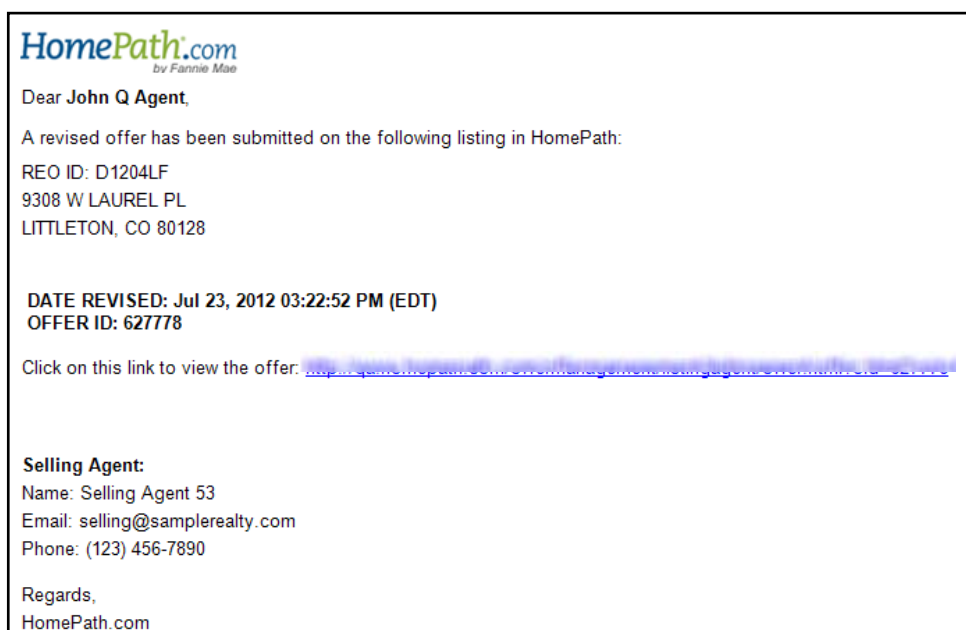 HomePath.com
by Fannie Mae
Dear John Q Agent,
A revised offer has been submitted on the following listing in HomePath:
REO ID: D1204LF
9308 W LAUREL PL
LITTLETON, CO 80128
DATE REVISED: Jul 23, 2012 03:22:52 PM (EDT)
OFFER ID: 627778
Click on this link to view the offer:
Selling Agent:
Name: Selling Agent 53
Email: selling@samplerealty.com
Phone: (123) 456-7890
Regards,
HomePath.com